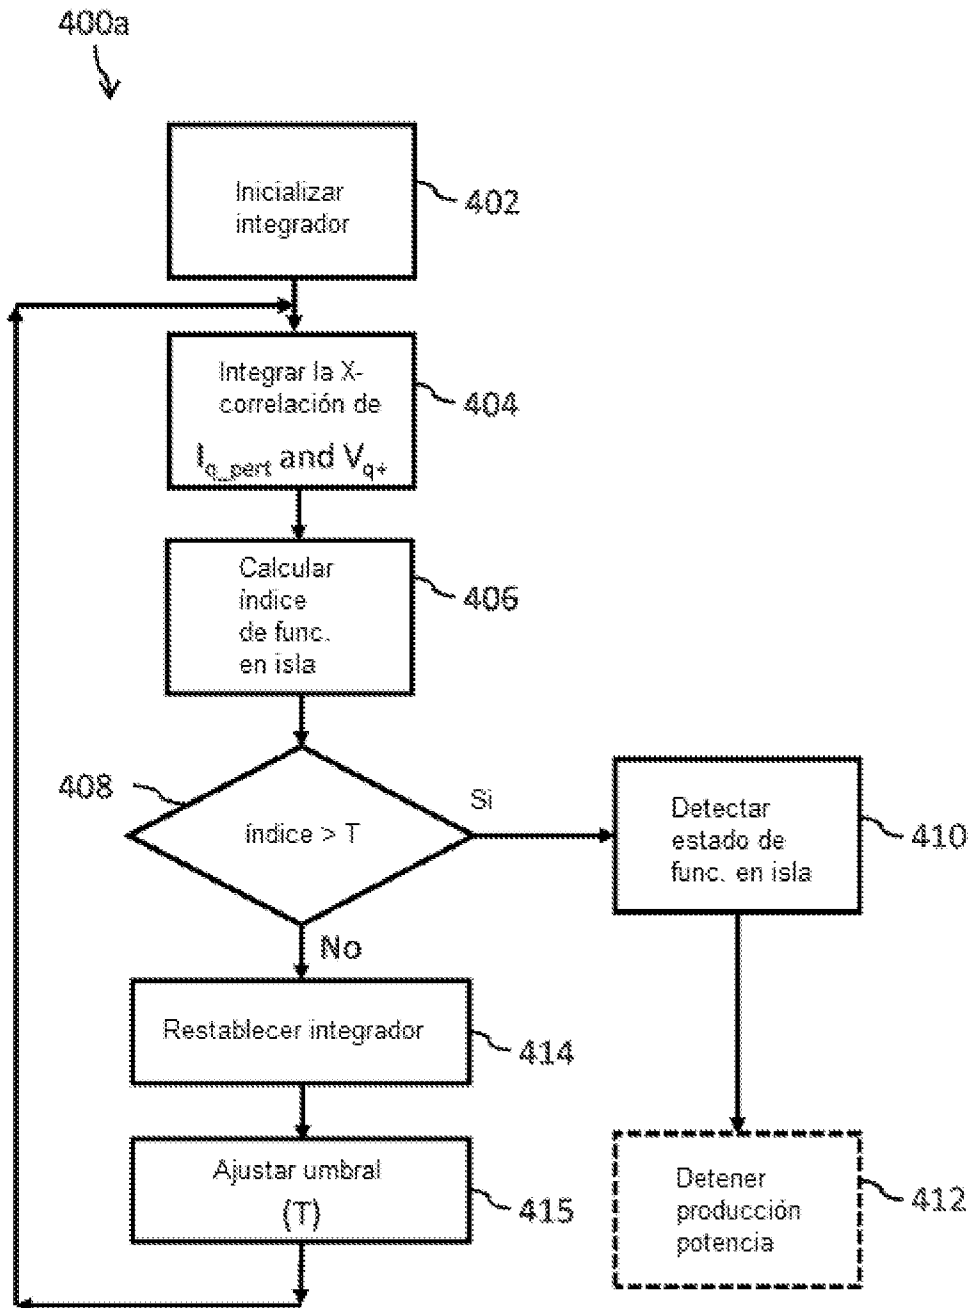 400a
Inicializar
integrador
402
Integrar la X-
correlación de
I_q_pert and V_q+
404
Calcular
índice
de func.
en isla
406
408
índice > T
Si
No
Detectar
estado de
func. en isla
410
Restablecer integrador
414
Ajustar umbral
(T)
415
Detener
producción
potencia
412